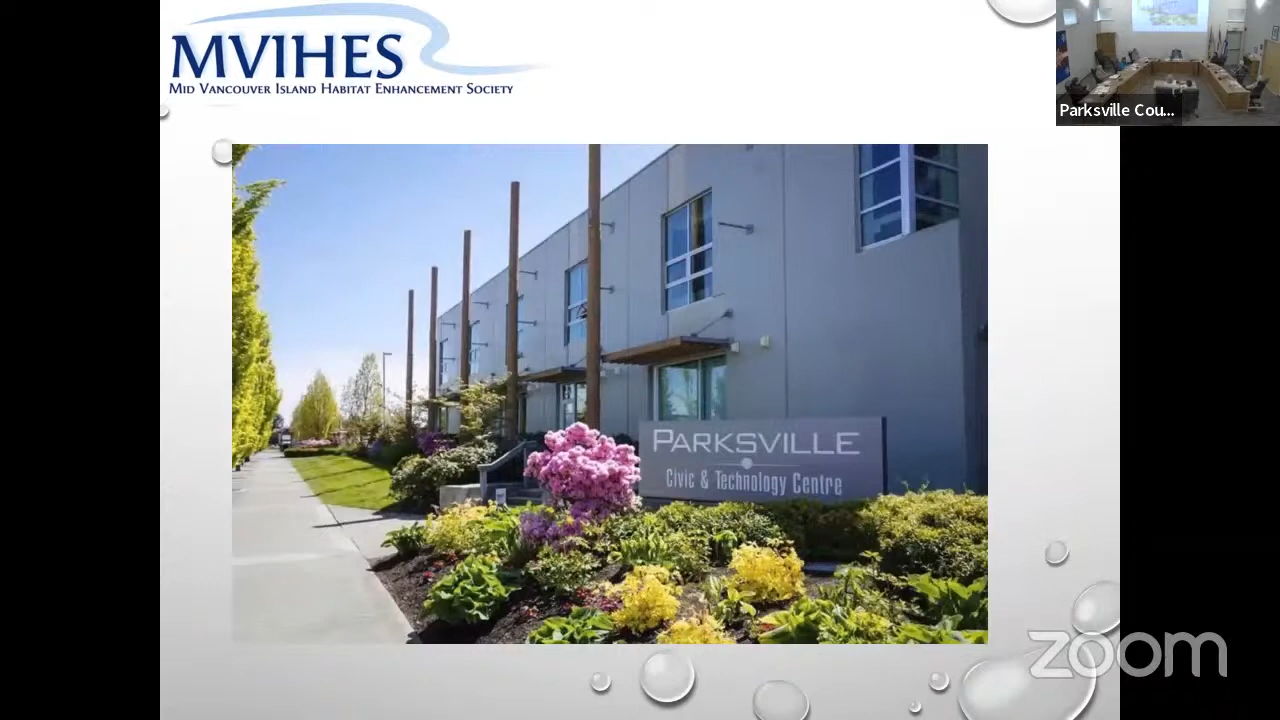 MVIHES
Mid Vancouver Island Habitat Enhancement Society
Parksville Cou...
PARKSVILLE
Civic & Technology Centre
zoom